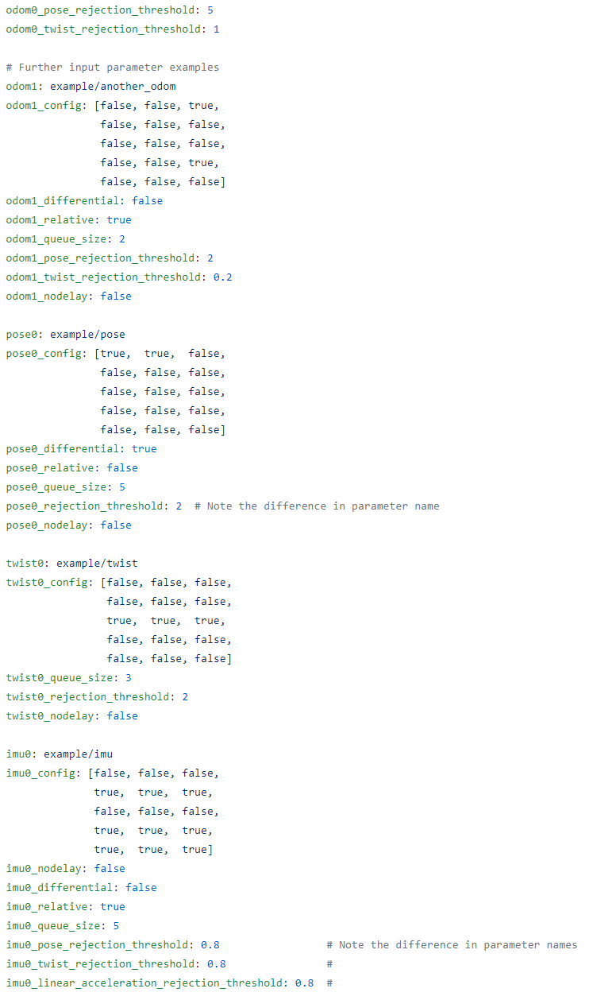 odom0_pose_rejection_threshold: 5
odom0_twist_rejection_threshold: 1

# Further input parameter examples
odom1: example/another_odom
odom1_config: [false, false, true,
               false, false, false,
               false, false, false,
               false, false, true,
               false, false, false]
odom1_differential: false
odom1_relative: true
odom1_queue_size: 2
odom1_pose_rejection_threshold: 2
odom1_twist_rejection_threshold: 0.2
odom1_nodelay: false

pose0: example/pose
pose0_config: [true,  true,  false,
               false, false, false,
               false, false, false,
               false, false, false,
               false, false, false]
pose0_differential: true
pose0_relative: false
pose0_queue_size: 5
pose0_rejection_threshold: 2  # Note the difference in parameter name
pose0_nodelay: false

twist0: example/twist
twist0_config: [false, false, false,
                false, false, false,
                true,  true,  true,
                false, false, false,
                false, false, false]
twist0_queue_size: 3
twist0_rejection_threshold: 2
twist0_nodelay: false

imu0: example/imu
imu0_config: [false, false, false,
              true,  true,  true,
              false, false, false,
              true,  true,  true,
              true,  true,  true]
imu0_nodelay: false
imu0_differential: false
imu0_relative: true
imu0_queue_size: 5
imu0_pose_rejection_threshold: 0.8                 # Note the difference in parameter names
imu0_twist_rejection_threshold: 0.8                #
imu0_linear_acceleration_rejection_threshold: 0.8  #